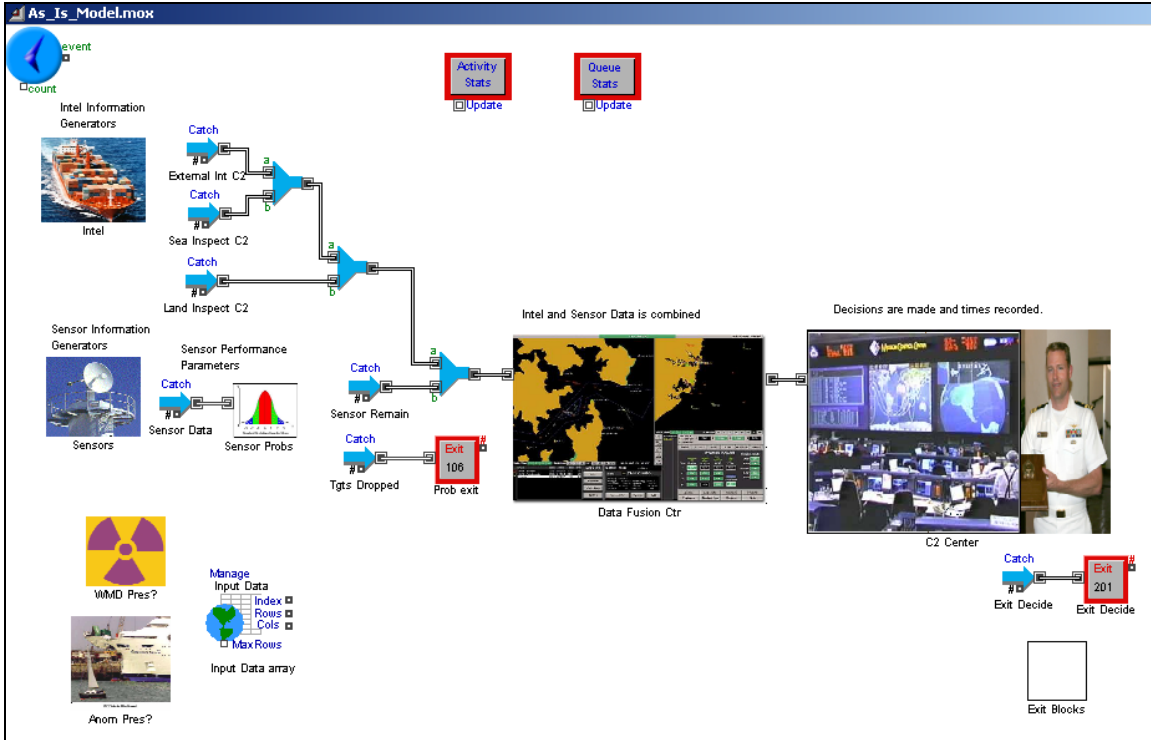 As_Is_Model.mox
event
count
Activity
Stats
Update
Queue
Stats
Update
Intel Information
Generators
Intel
Catch
#
External Int C2
a
b
Catch
#
Sea Inspect C2
Catch
#
Land Inspect C2
a
b
Sensor Information
Generators
Sensors
Sensor Performance
Parameters
Catch
#
Sensor Data
Sensor Probs
Catch
#
Sensor Remain
a
b
Catch
#
Tgts Dropped
Exit
#
106
Prob exit
Intel and Sensor Data is combined
Data Fusion Ctr
Decisions are made and times recorded.
C2 Center
Catch
#
Exit Decide
Exit
#
201
Exit Decide
WMD Pres?
Manage
Input Data
Index
Rows
Cols
MaxRows
Input Data array
Anom Pres?
Exit Blocks